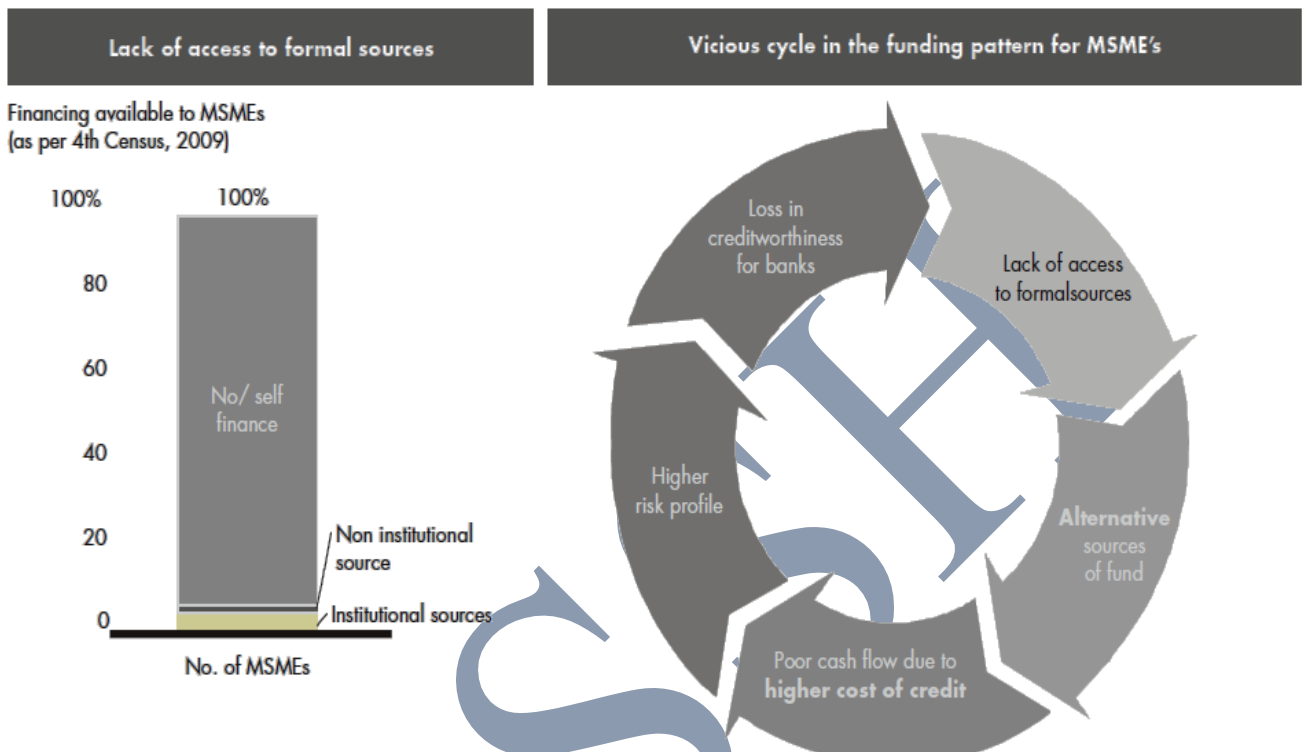 Lack of access to formal sources
Vicious cycle in the funding pattern for MSME's
Financing available to MSMEs
(as per 4th Census, 2009)
100%
100%
80
60
40
20
0
No/ self
finance
Non institutional
source
Institutional sources
No. of MSMEs
Loss in
creditworthiness
for banks
Lack of access
to formalsources
Alternative
sources
of fund
Poor cash flow due to
higher cost of credit
Higher
risk profile